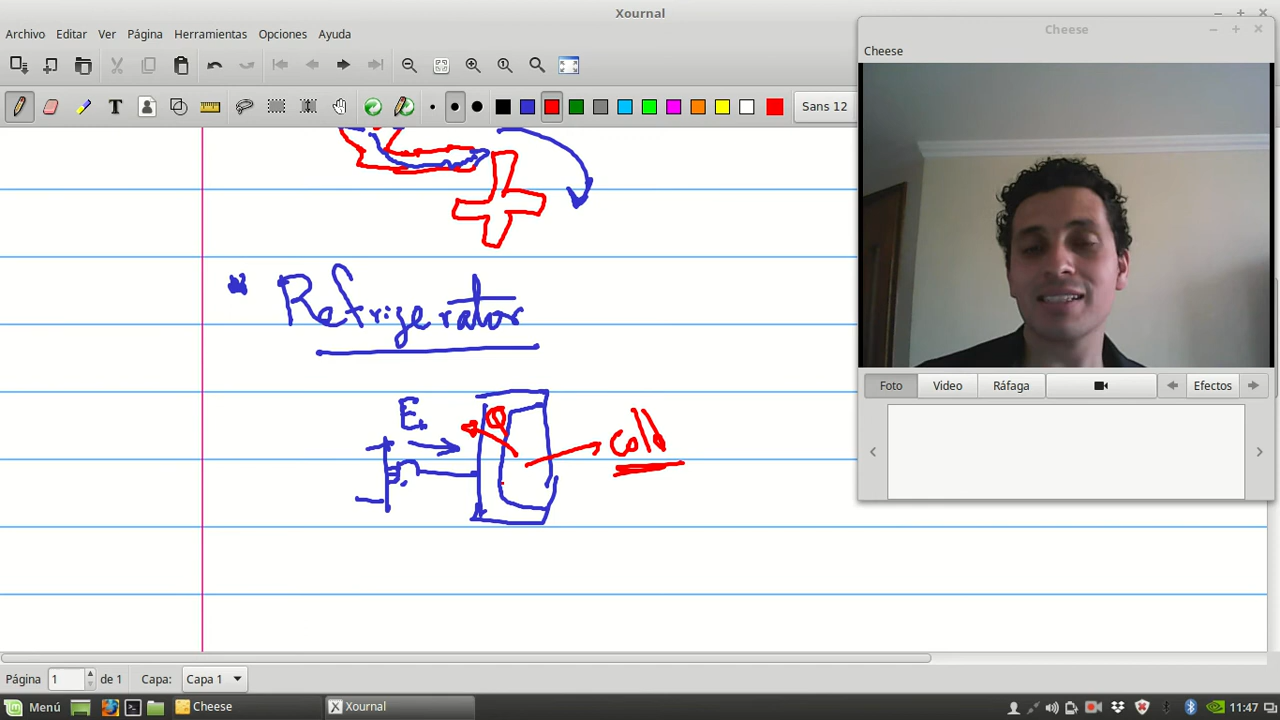 Xournal
Archivo Editar Ver Página Herramientas Opciones Ayuda
T Sans 12
Refrigerator
E
Q
cold
Página 1 de 1 Capa: Capa 1
Cheese
Cheese
Foto Video Ráfaga Efectos
Menú Cheese Xournal 11:47